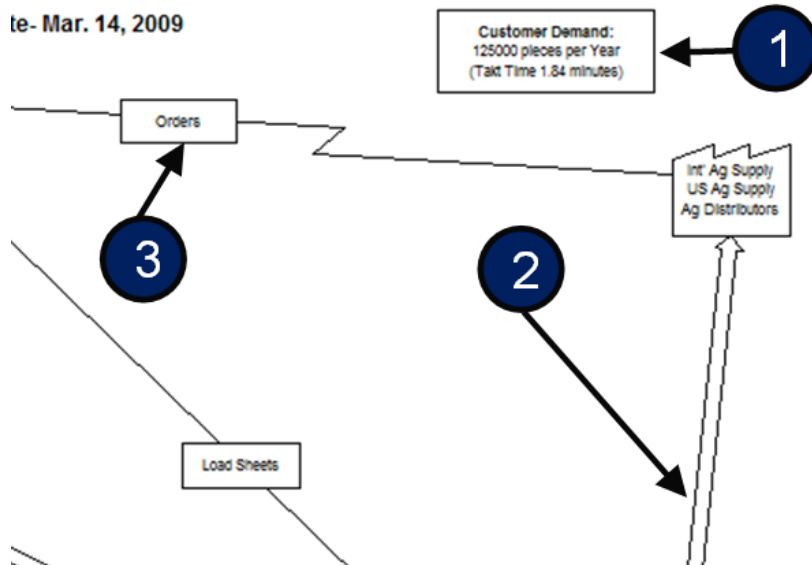 te- Mar. 14, 2009
Customer Demand:
125000 pieces per Year
(Takt Time 1.84 minutes)
1
Orders
Int' Ag Supply
US Ag Supply
Ag Distributors
3
2
Load Sheets